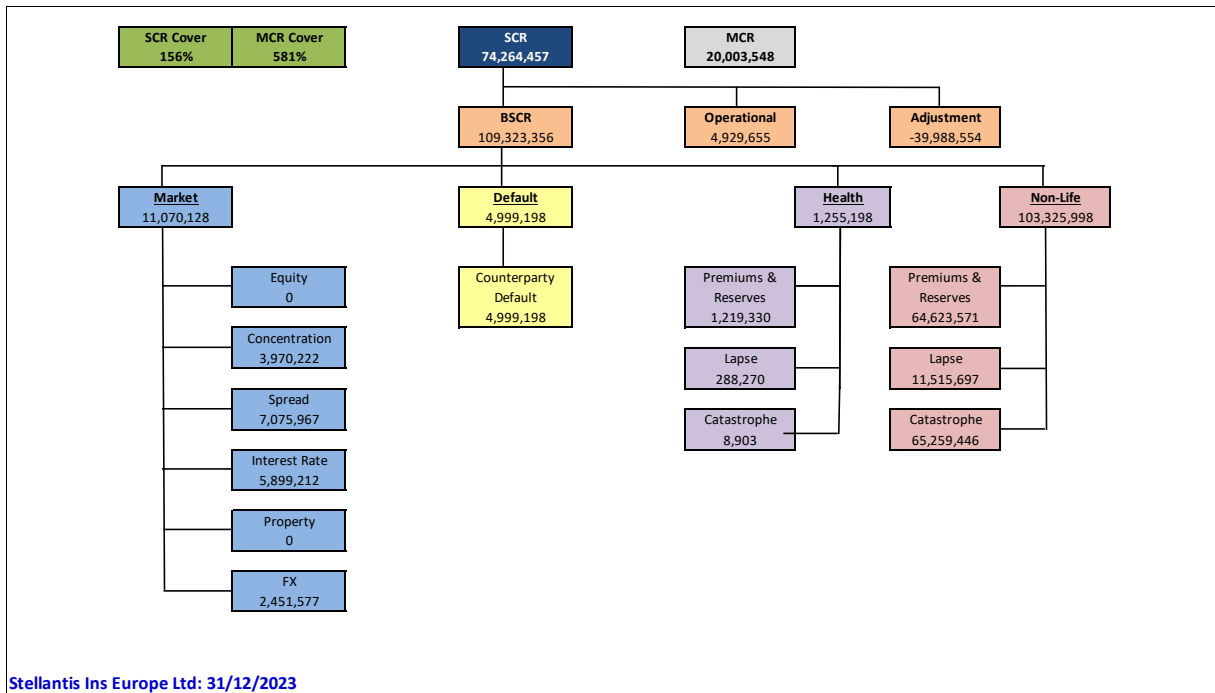 SCR Cover
156%
MCR Cover
581%
SCR
74,264,457
MCR
20,003,548
BSCR
109,323,356
Operational
4,929,655
Adjustment
-39,988,554
Market
11,070,128
Default
4,999,198
Health
1,255,198
Non-Life
103,325,998
Equity
0
Concentration
3,970,222
Spread
7,075,967
Interest Rate
5,899,212
Property
0
FX
2,451,577
Counterparty
Default
4,999,198
Premiums &
Reserves
1,219,330
Lapse
288,270
Catastrophe
8,903
Premiums &
Reserves
64,623,571
Lapse
11,515,697
Catastrophe
65,259,446
Stellantis Ins Europe Ltd: 31/12/2023